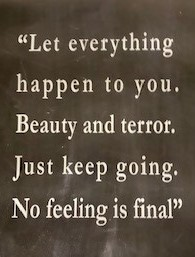 “Let everything
happen to you.
Beauty and terror.
Just keep going.
No feeling is final”